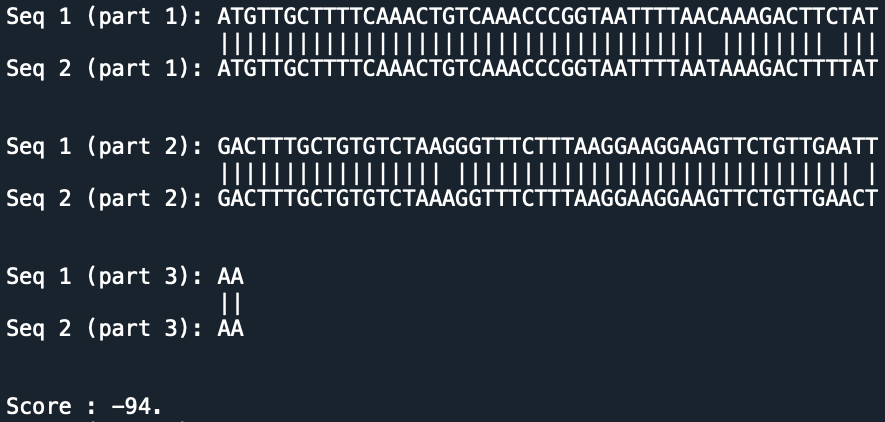 Seq 1 (part 1): ATGTTGCTTTTCAAACTGTCAAACCCGGTAATTTTAACAAAGACTTCTAT
||||||||||||||||||||||||||||||||||||| |||||||| |||
Seq 2 (part 1): ATGTTGCTTTTCAAACTGTCAAACCCGGTAATTTTAATAAAGACTTTTAT
Seq 1 (part 2): GACTTTGCTGTGTCTAAGGGTTTCTTTAAGGAAGGAAGTTCTGTTGAATT
||||||||||||||||| |||||||||||||||||||||||||||||| |
Seq 2 (part 2): GACTTTGCTGTGTCTAAAGGTTTCTTTAAGGAAGGAAGTTCTGTTGAACT
Seq 1 (part 3): AA
||
Seq 2 (part 3): AA
Score : -94.